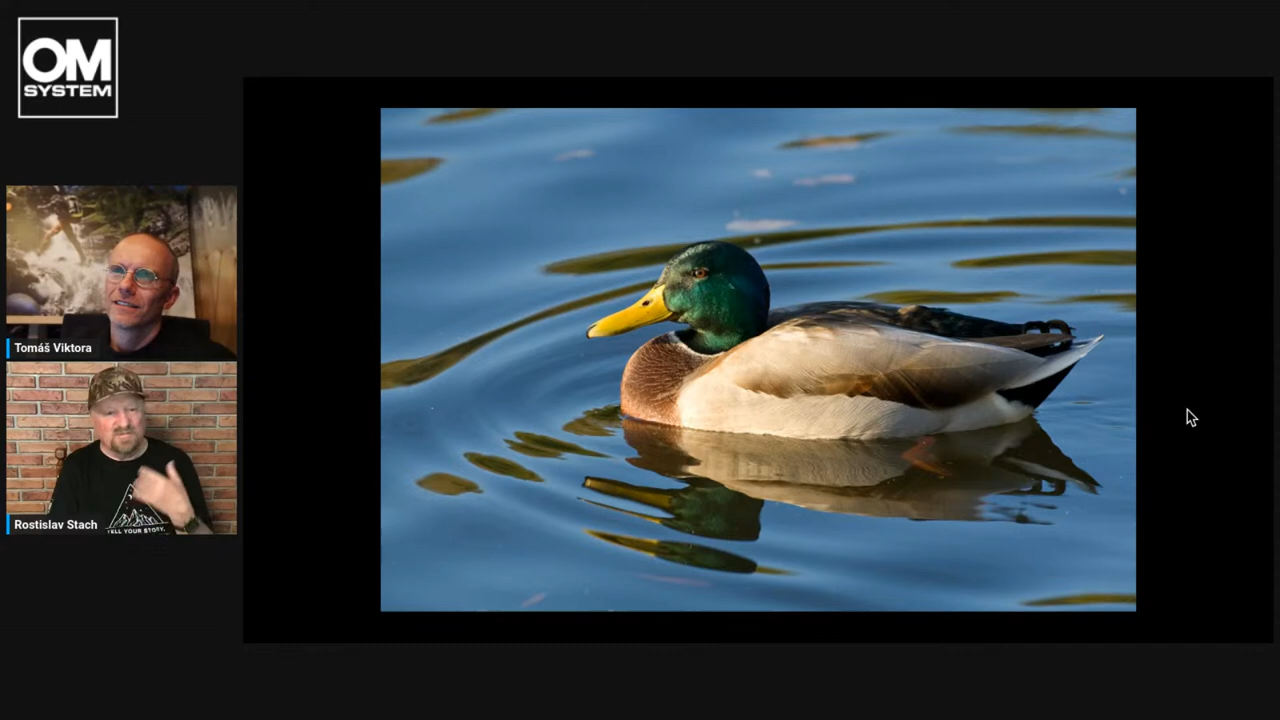 OM
SYSTEM
Tomáš Viktora
Rostislav Stach
TELL YOUR STORY.